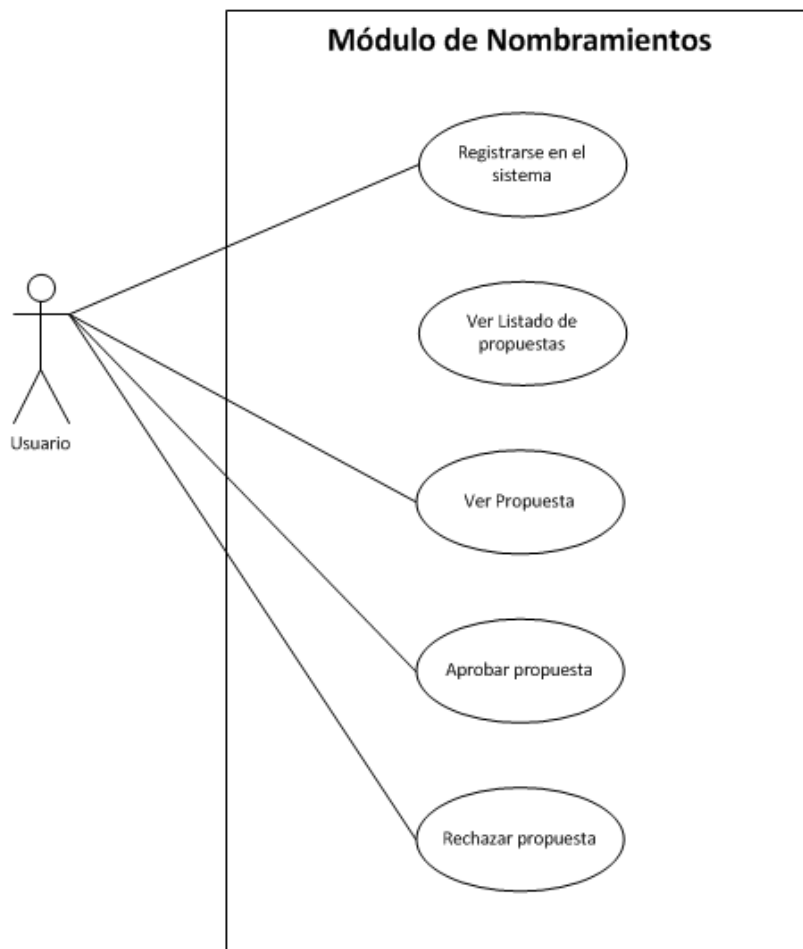 Módulo de Nombramientos
Registrarse en el
sistema
Ver Listado de
propuestas
Usuario
Ver Propuesta
Aprobar propuesta
Rechazar propuesta